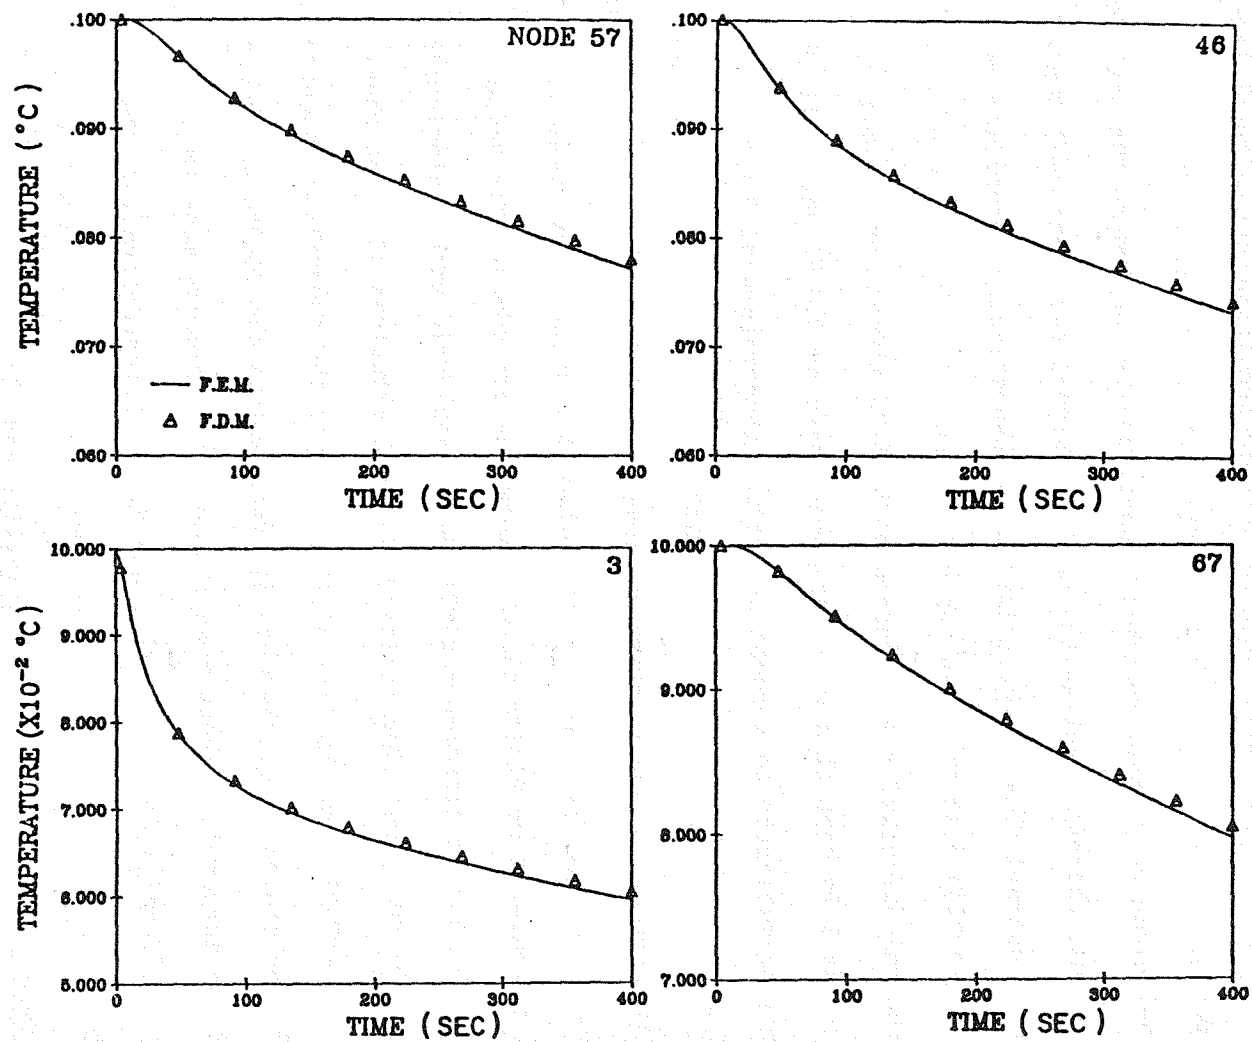 NODE 57
TEMPERATURE (°C)
.100
.090
.080
.070
.060
F.E.M.
F.D.M.
0 100 200 300 400
TIME (SEC)
46
.100
.090
.080
.070
.060
0 100 200 300 400
TIME (SEC)
3
TEMPERATURE (X10⁻² °C)
10.000
9.000
8.000
7.000
6.000
5.000
0 100 200 300 400
TIME (SEC)
67
10.000
9.000
8.000
7.000
0 100 200 300 400
TIME (SEC)